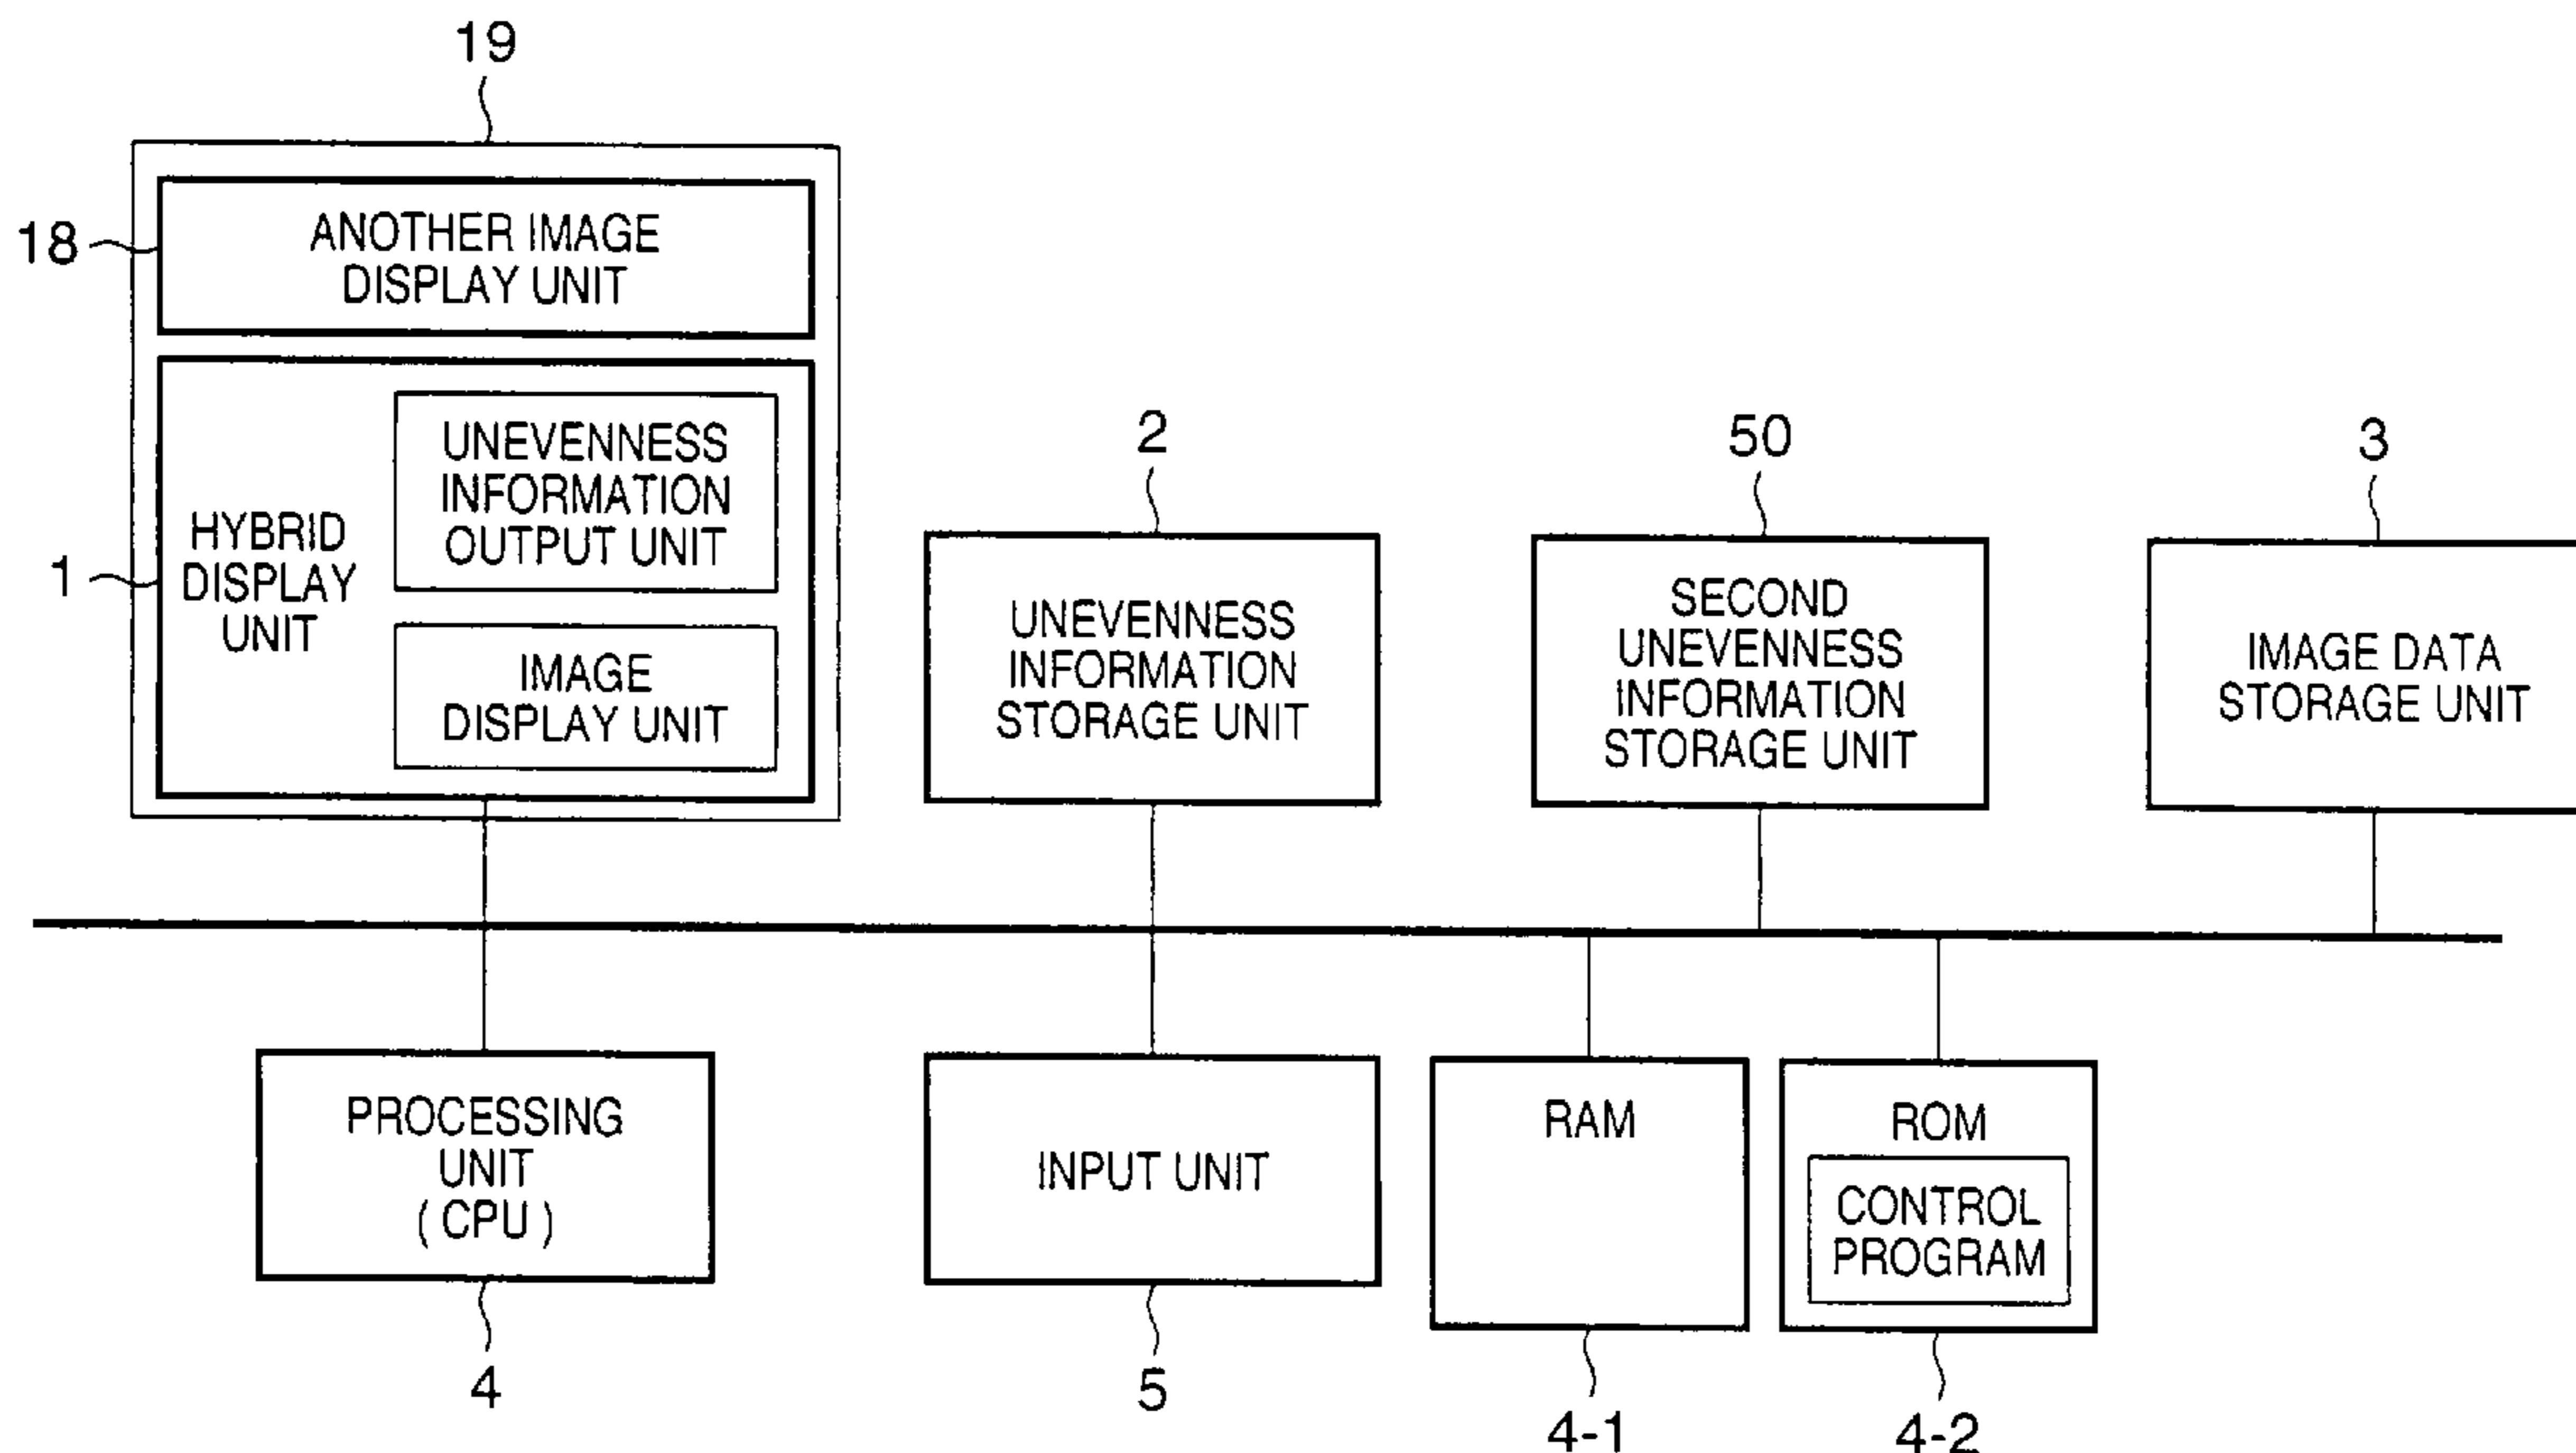 19
18
ANOTHER IMAGE
DISPLAY UNIT
1
HYBRID
DISPLAY
UNIT
UNEVENNESS
INFORMATION
OUTPUT UNIT
IMAGE
DISPLAY UNIT
2
UNEVENNESS
INFORMATION
STORAGE UNIT
50
SECOND
UNEVENNESS
INFORMATION
STORAGE UNIT
3
IMAGE DATA
STORAGE UNIT
PROCESSING
UNIT
( CPU )
4
INPUT UNIT
5
RAM
4-1
ROM
CONTROL
PROGRAM
4-2